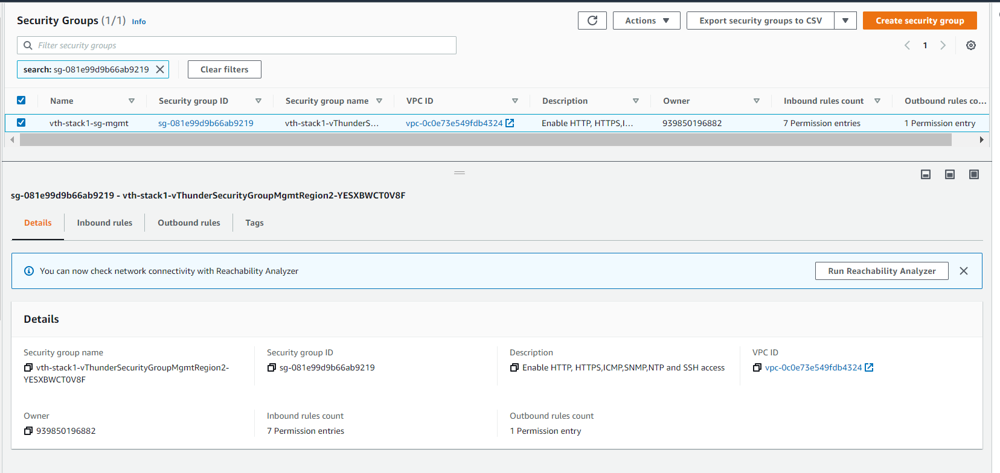 Security Groups (1/1) Info
Actions
Export security groups to CSV
Create security group
Filter security groups
1
search: sg-081e99d9b66ab9219
Clear filters
Name Security group ID Security group name VPC ID Description Owner Inbound rules count Outbound rules co...
vth-stack1-sg-mgmt sg-081e99d9b66ab9219 vth-stack1-vThunderS... vpc-0c0e73e549fdb4324 Enable HTTP, HTTPS,I... 939850196882 7 Permission entries 1 Permission entry
sg-081e99d9b66ab9219 - vth-stack1-vThunderSecurityGroupMgmtRegion2-YESXBWCT0V8F
Details Inbound rules Outbound rules Tags
You can now check network connectivity with Reachability Analyzer
Run Reachability Analyzer
Details
Security group name
vth-stack1-vThunderSecurityGroupMgmtRegion2-
YESXBWCT0V8F
Security group ID
sg-081e99d9b66ab9219
Description
Enable HTTP, HTTPS,ICMP,SNMP,NTP and SSH access
VPC ID
vpc-0c0e73e549fdb4324
Owner
939850196882
Inbound rules count
7 Permission entries
Outbound rules count
1 Permission entry